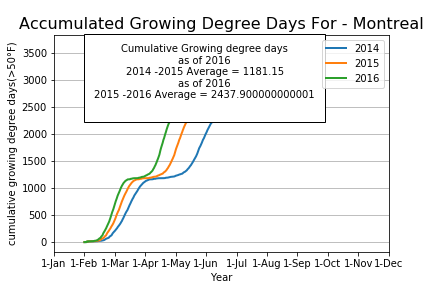 Accumulated Growing Degree Days For - Montreal
Cumulative Growing degree days
as of 2016
2014 -2015 Average = 1181.15
as of 2016
2015 -2016 Average = 2437.900000000001
2014
2015
2016
cumulative growing degree days(>50°F)
3500
3000
2500
2000
1500
1000
500
0
1-Jan 1-Feb 1-Mar 1-Apr 1-May 1-Jun 1-Jul 1-Aug 1-Sep 1-Oct 1-Nov 1-Dec
Year